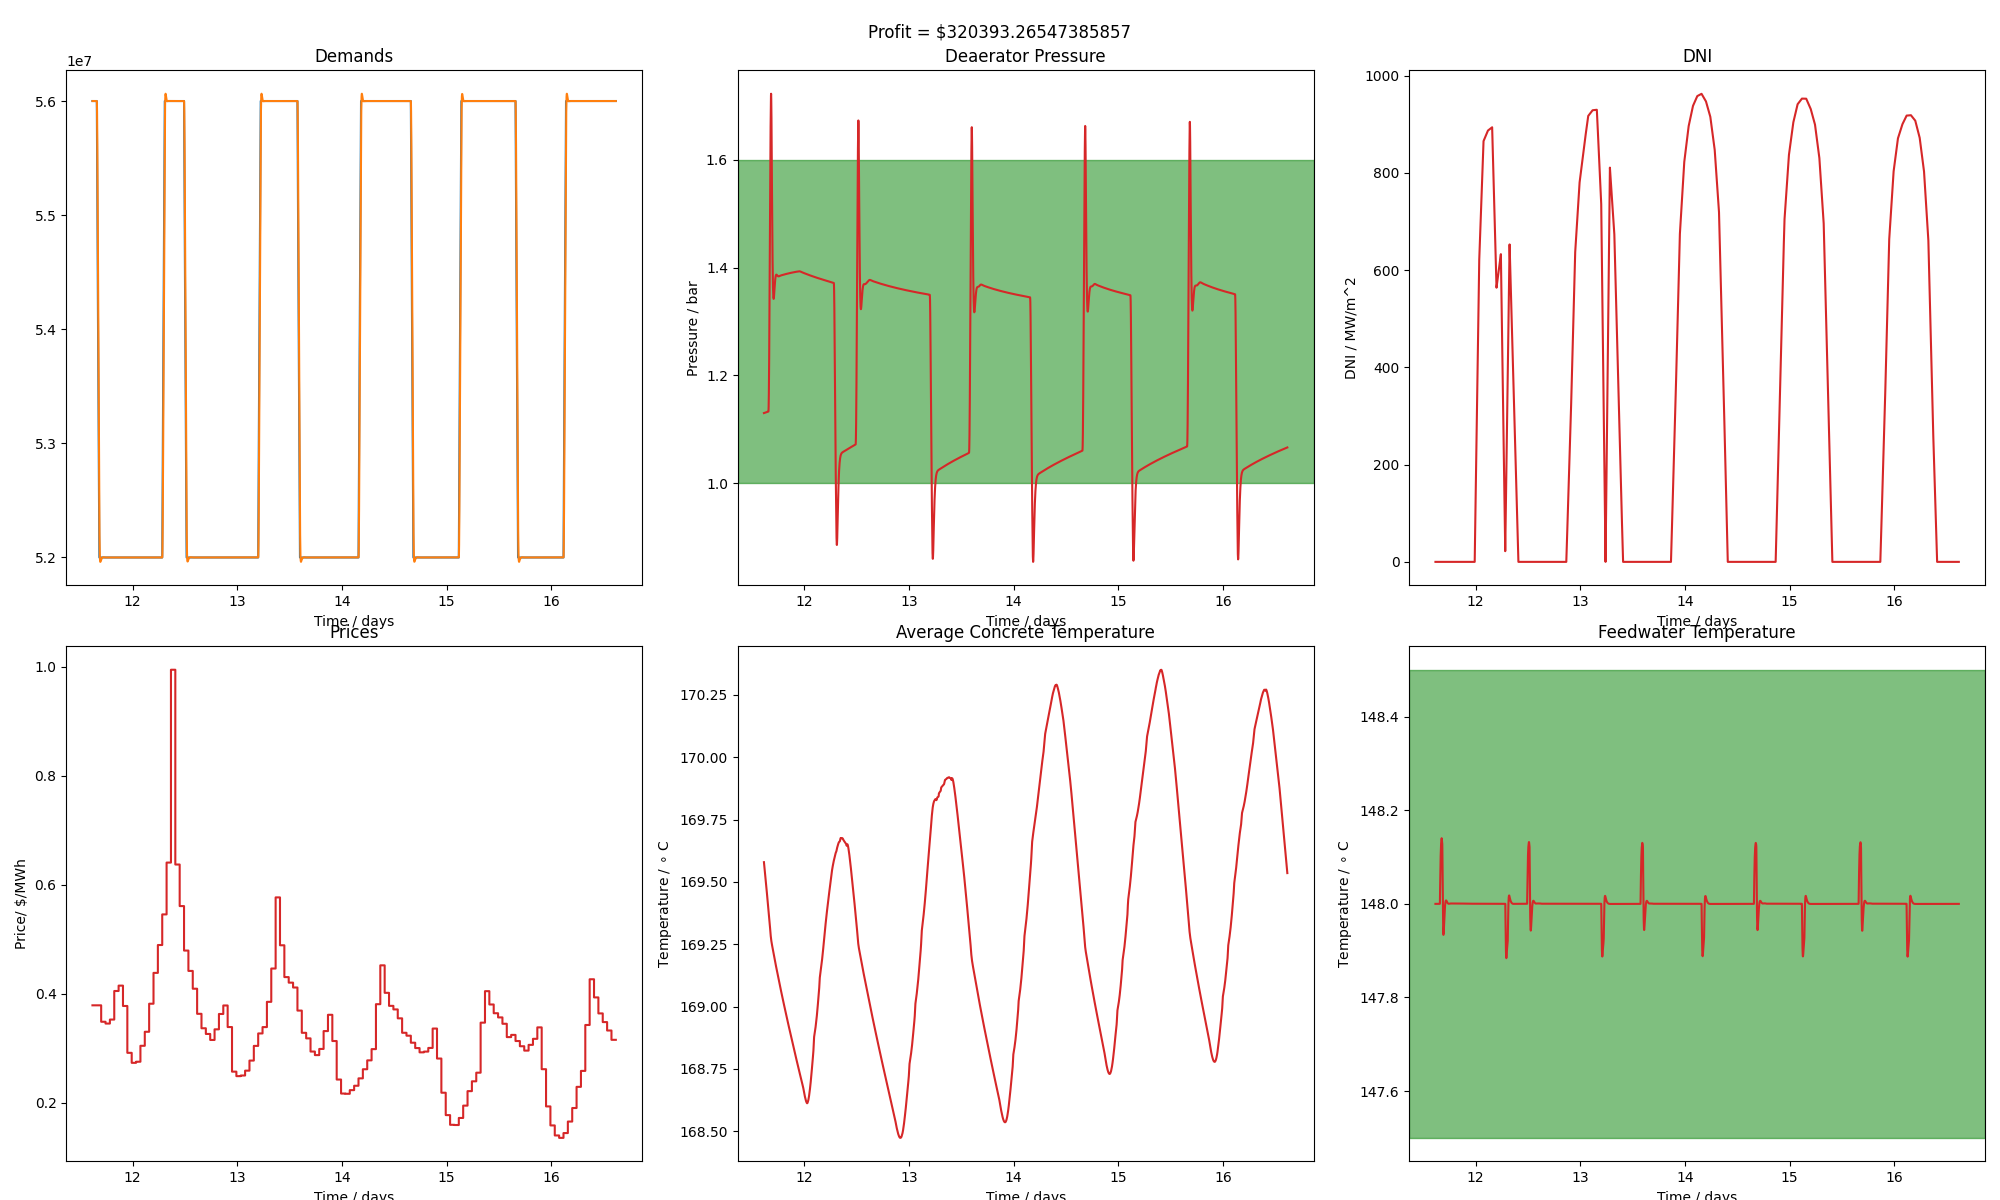 Profit = $320393.26547385857
Demands
Deaerator Pressure
DNI
1e7
5.6
5.5
5.4
5.3
5.2
12 13 14 15 16
Time / days
Pressure / bar
1.6
1.4
1.2
1.0
12 13 14 15 16
Time / days
DNI / MW/m^2
1000
800
600
400
200
0
12 13 14 15 16
Time / days
Prices
Average Concrete Temperature
Feedwater Temperature
Price/ $/MWh
1.0
0.8
0.6
0.4
0.2
12 13 14 15 16
Time / days
Temperature / ∘ C
170.25
170.00
169.75
169.50
169.25
169.00
168.75
168.50
12 13 14 15 16
Time / days
Temperature / ∘ C
148.4
148.2
148.0
147.8
147.6
12 13 14 15 16
Time / days